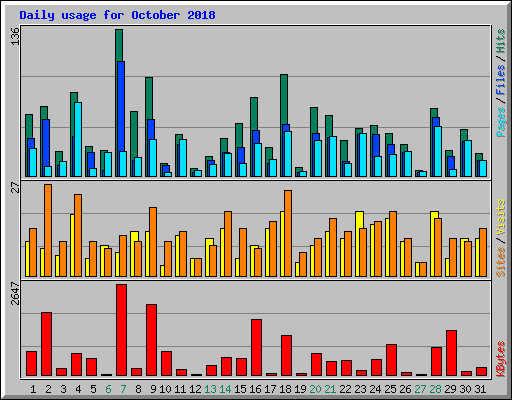 Daily usage for October 2018
136
Pages / Files / Hits
27
Sites / Visits
2647
KBytes
1 2 3 4 5 6 7 8 9 10 11 12 13 14 15 16 17 18 19 20 21 22 23 24 25 26 27 28 29 30 31